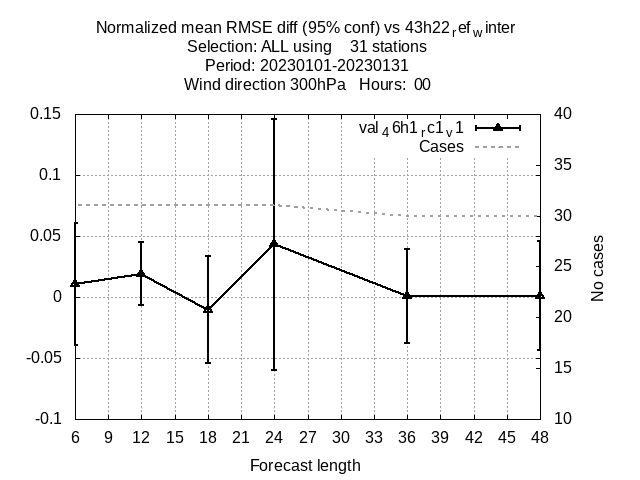 Normalized mean RMSE diff (95% conf) vs 43h22refwinter
Selection: ALL using 31 stations
Period: 20230101-20230131
Wind direction 300hPa Hours: 00
0.15
0.1
0.05
0
-0.05
-0.1
40
35
30
25
20
15
10
val46h1rc1v1
Cases
No cases
6 9 12 15 18 21 24 27 30 33 36 39 42 45 48
Forecast length